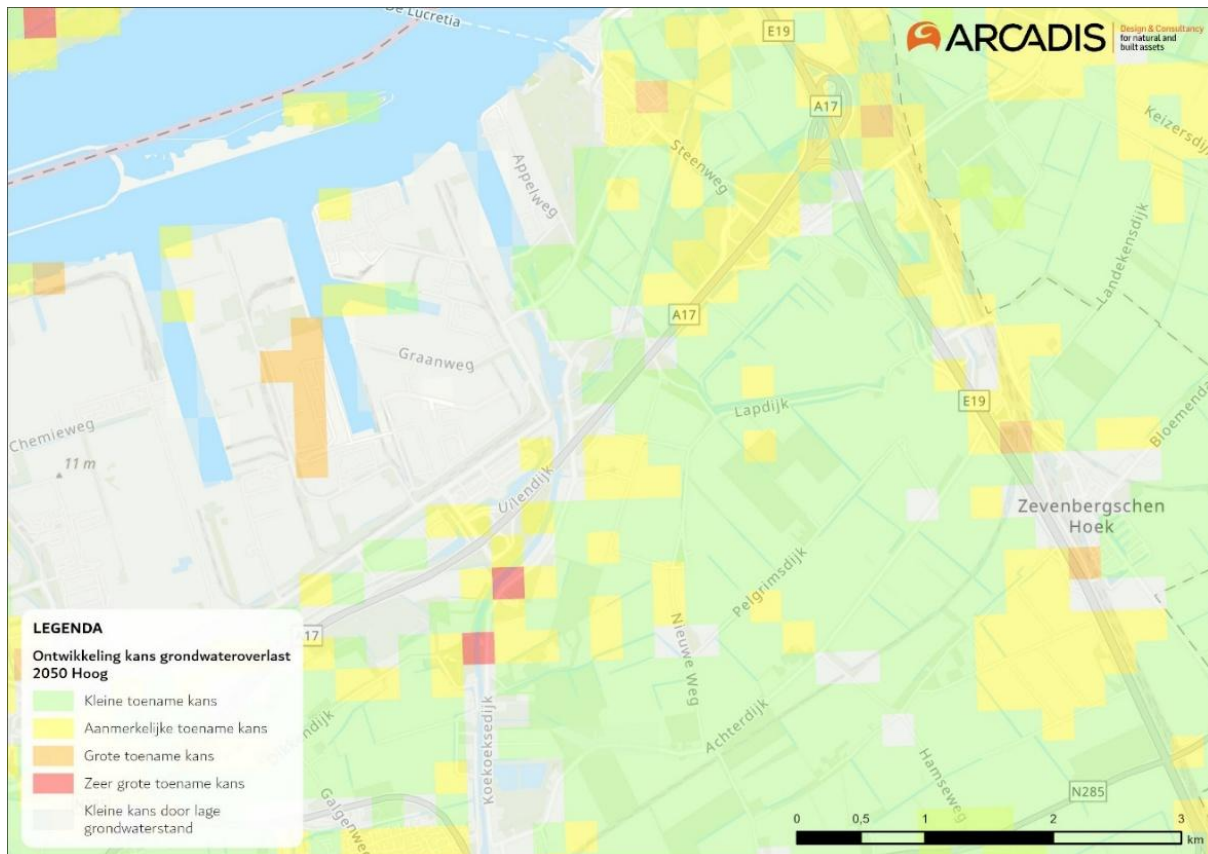 De Lucretia
E19
ARCADIS
Design & Consultancy
for natural and
built assets
A17
Keizersdijk
Steenweg
Appelweg
Landekensdijk
A17
Graanweg
Lapdijk
E19
Chemieweg
11 m
Uilendijk
Zevenbergschen
Hoek
Pelgrimsdijk
Nieuwe Weg
Achterdijk
Koekoeksedijk
Hamseweg
N285
Galgenweg
LEGENDA
Ontwikkeling kans grondwateroverlast
2050 Hoog
Kleine toename kans
Aanmerkelijke toename kans
Grote toename kans
Zeer grote toename kans
Kleine kans door lage
grondwaterstand
0 0,5 1 2 3
km